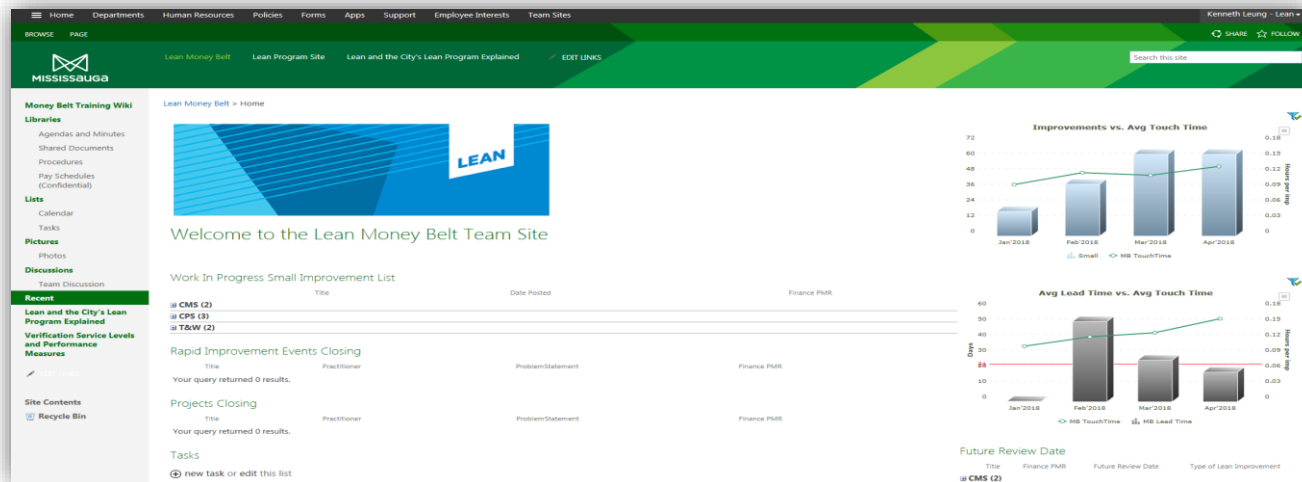 Home Departments Human Resources Policies Forms Apps Support Employee Interests Team Sites Kenneth Leung - Lean
BROWSE PAGE SHARE FOLLOW
Lean Money Belt Lean Program Site Lean and the City's Lean Program Explained EDIT LINKS Search this site
MISSISSAUGA
Money Belt Training Wiki
Libraries
Agendas and Minutes
Shared Documents
Procedures
Pay Schedules
(Confidential)
Lists
Calendar
Tasks
Pictures
Photos
Discussions
Team Discussion
Recent
Lean and the City's Lean
Program Explained
Verification Service Levels
and Performance
Measures
Site Contents
Recycle Bin
Lean Money Belt > Home
LEAN
Welcome to the Lean Money Belt Team Site
Work In Progress Small Improvement List
Title Date Posted Finance PMR
CMS (2)
CPS (3)
T&W (2)
Rapid Improvement Events Closing
Title Practitioner ProblemStatement Finance PMR
Your query returned 0 results.
Projects Closing
Title Practitioner ProblemStatement Finance PMR
Your query returned 0 results.
Tasks
new task or edit this list
Improvements vs. Avg Touch Time
72 0.18
60 0.15
48 0.12
36 0.09
24 0.06
12 0.03
0 0
Hours per imp
Jan'2018 Feb'2018 Mar'2018 Apr'2018
Small MB TouchTime
Avg Lead Time vs. Avg Touch Time
60 0.18
50 0.15
40 0.12
30 0.09
0.06
10 0.03
0 0
Days
Hours per imp
Jan'2018 Feb'2018 Mar'2018 Apr'2018
MB TouchTime MB Lead Time
Future Review Date
Title Finance PMR Future Review Date Type of Lean Improvement
CMS (2)